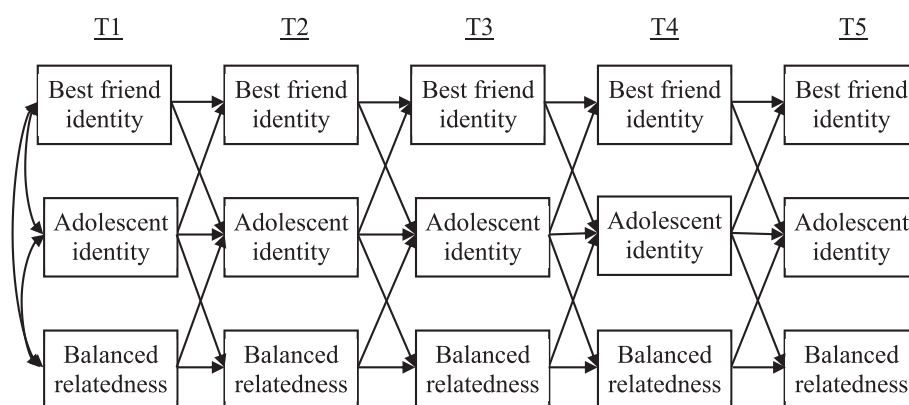 T1 T2 T3 T4 T5
Best friend Best friend Best friend Best friend Best friend
identity identity identity identity identity
Adolescent Adolescent Adolescent Adolescent Adolescent
identity identity identity identity identity
Balanced Balanced Balanced Balanced Balanced
relatedness relatedness relatedness relatedness relatedness